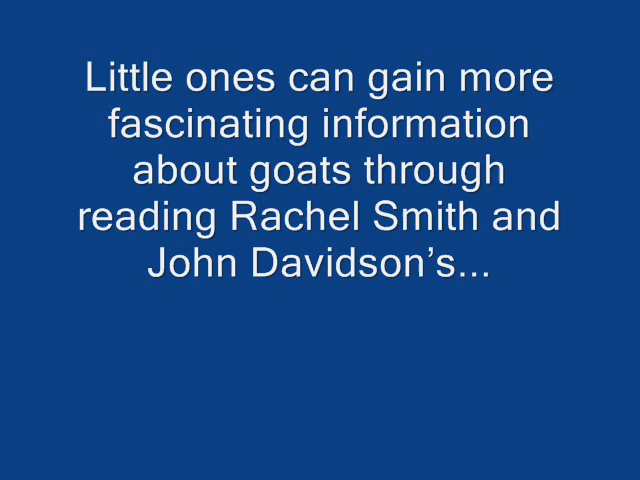 Little ones can gain more
fascinating information
about goats through
reading Rachel Smith and
John Davidson’s...